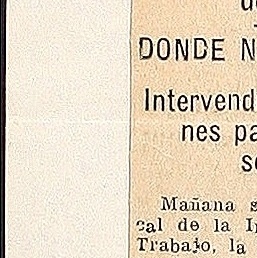 DONDE N
Intervend
nes pa
Mañana s
cal de la I
Trabajo, la